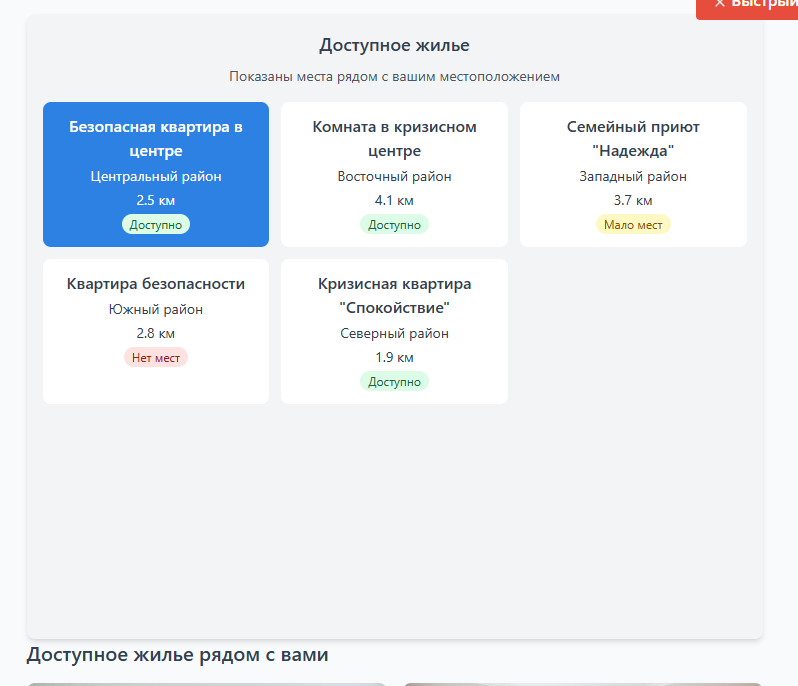 × Быстрый
Доступное жилье
Показаны места рядом с вашим местоположением
Безопасная квартира в
центре
Центральный район
2.5 км
Доступно
Комната в кризисном
центре
Восточный район
4.1 км
Доступно
Семейный приют
"Надежда"
Западный район
3.7 км
Мало мест
Квартира безопасности
Южный район
2.8 км
Нет мест
Кризисная квартира
"Спокойствие"
Северный район
1.9 км
Доступно
Доступное жилье рядом с вами